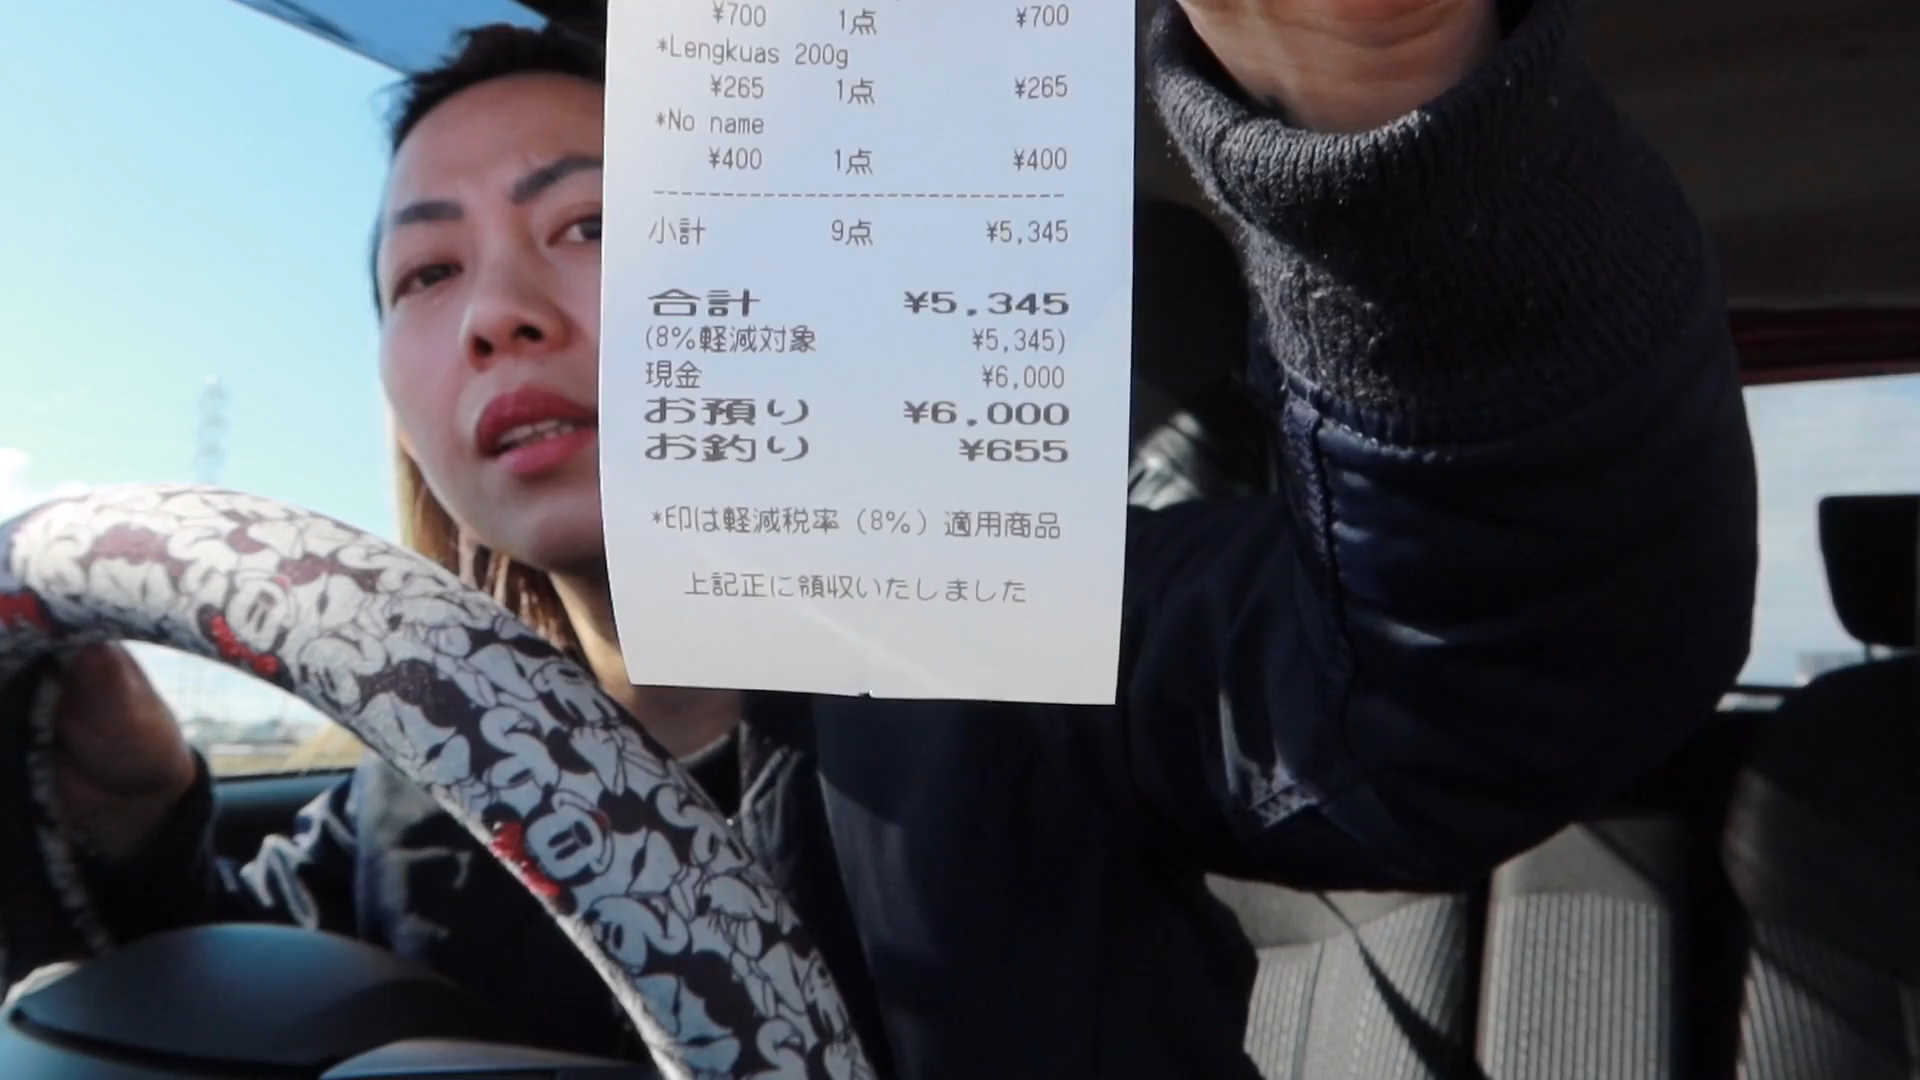 ¥700 1点 ¥700
*Lengkuas 200g
¥265 1点 ¥265
*No name
¥400 1点 ¥400
小計 9点 ¥5,345
合計 ¥5,345
(8%軽減対象 ¥5,345)
現金 ¥6,000
お預り ¥6,000
お釣り ¥655
*印は軽減税率(8%)適用商品
上記正に領収いたしました